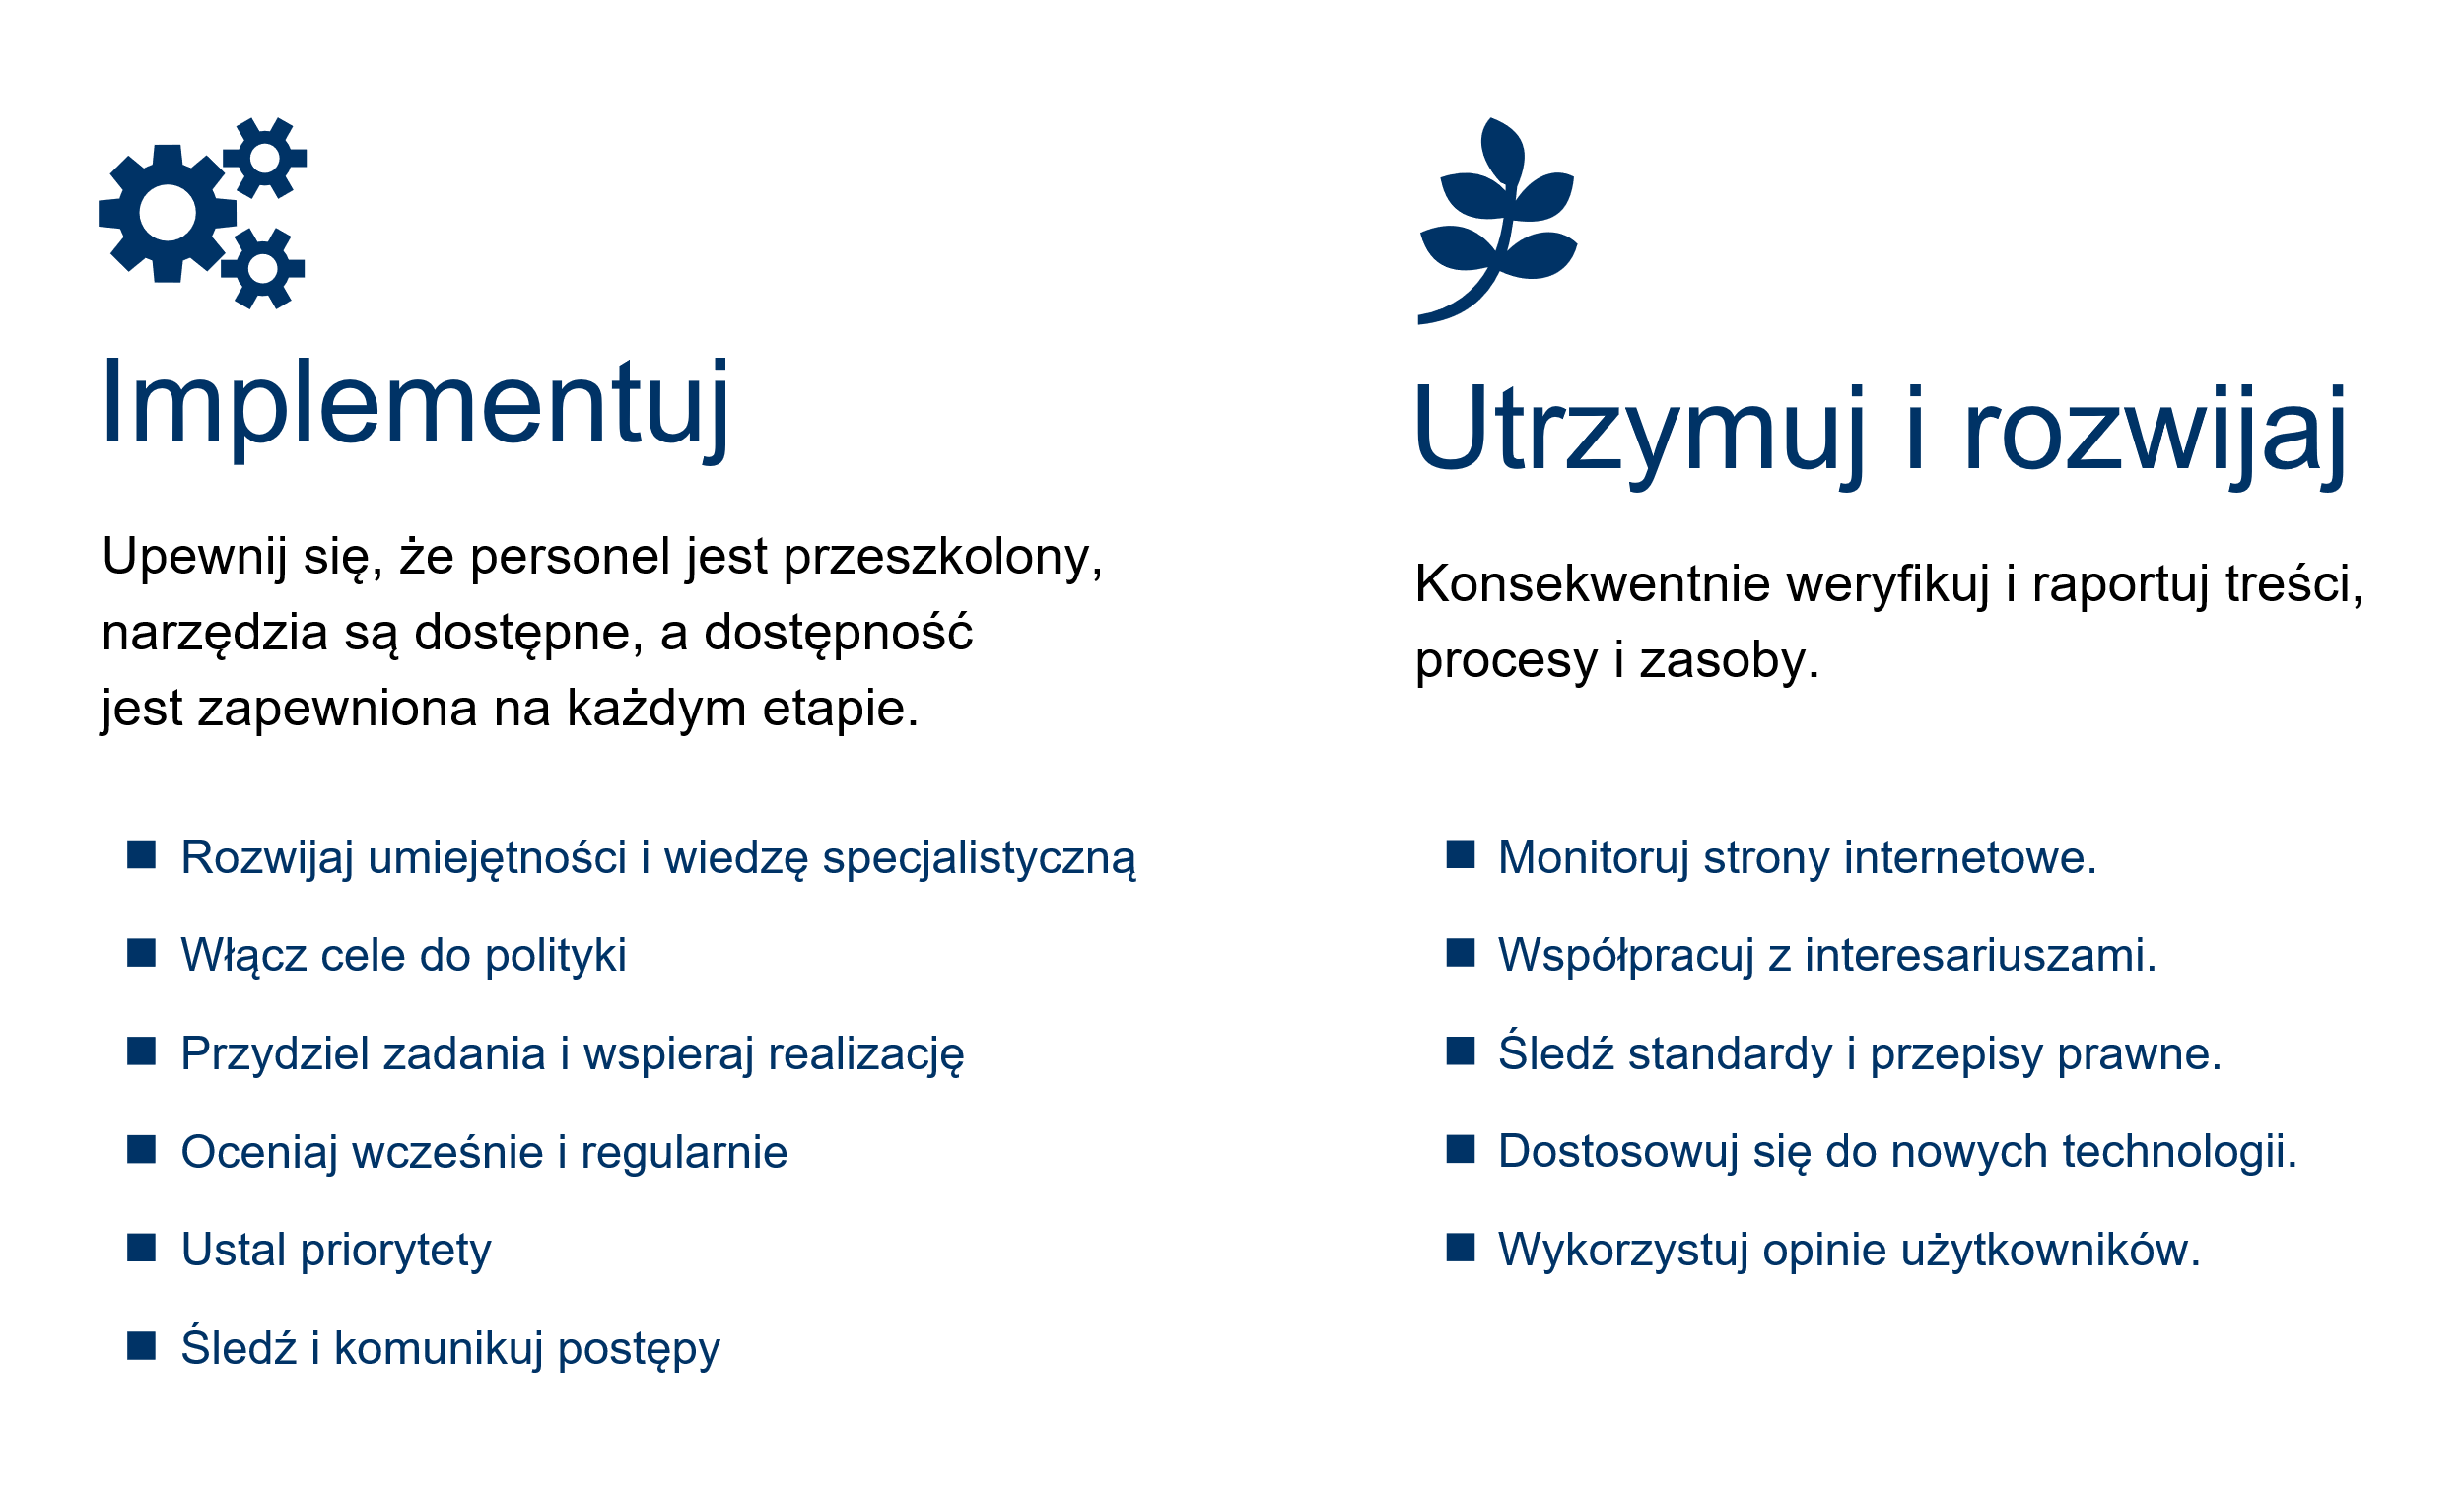 Implementuj
Upewnij się, że personel jest przeszkolony,
narzędzia są dostępne, a dostępność
jest zapewniona na każdym etapie.
Rozwijaj umiejętności i wiedzę specjalistyczną
Włącz cele do polityki
Przydziel zadania i wspieraj realizację
Oceniaj wcześnie i regularnie
Ustal priorytety
Śledź i komunikuj postępy
Utrzymuj i rozwijaj
Konsekwentnie weryfikuj i raportuj treści,
procesy i zasoby.
Monitoruj strony internetowe.
Współpracuj z interesariuszami.
Śledź standardy i przepisy prawne.
Dostosowuj się do nowych technologii.
Wykorzystuj opinie użytkowników.